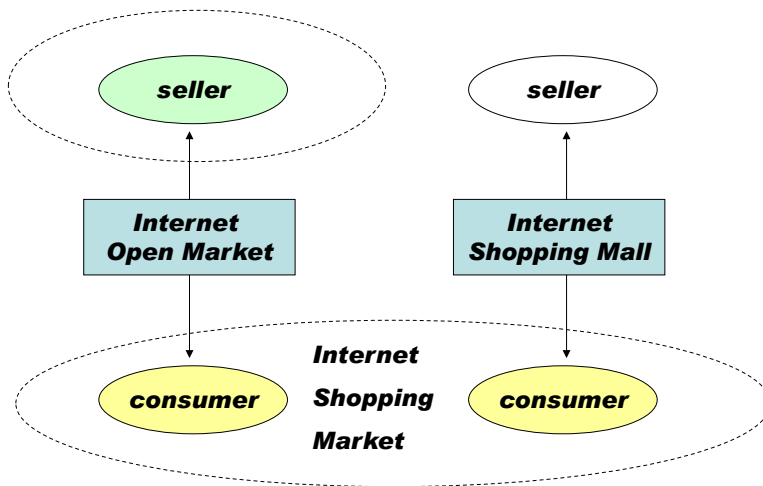 seller
seller
Internet
Open Market
Internet
Shopping Mall
Internet
Shopping
Market
consumer
consumer